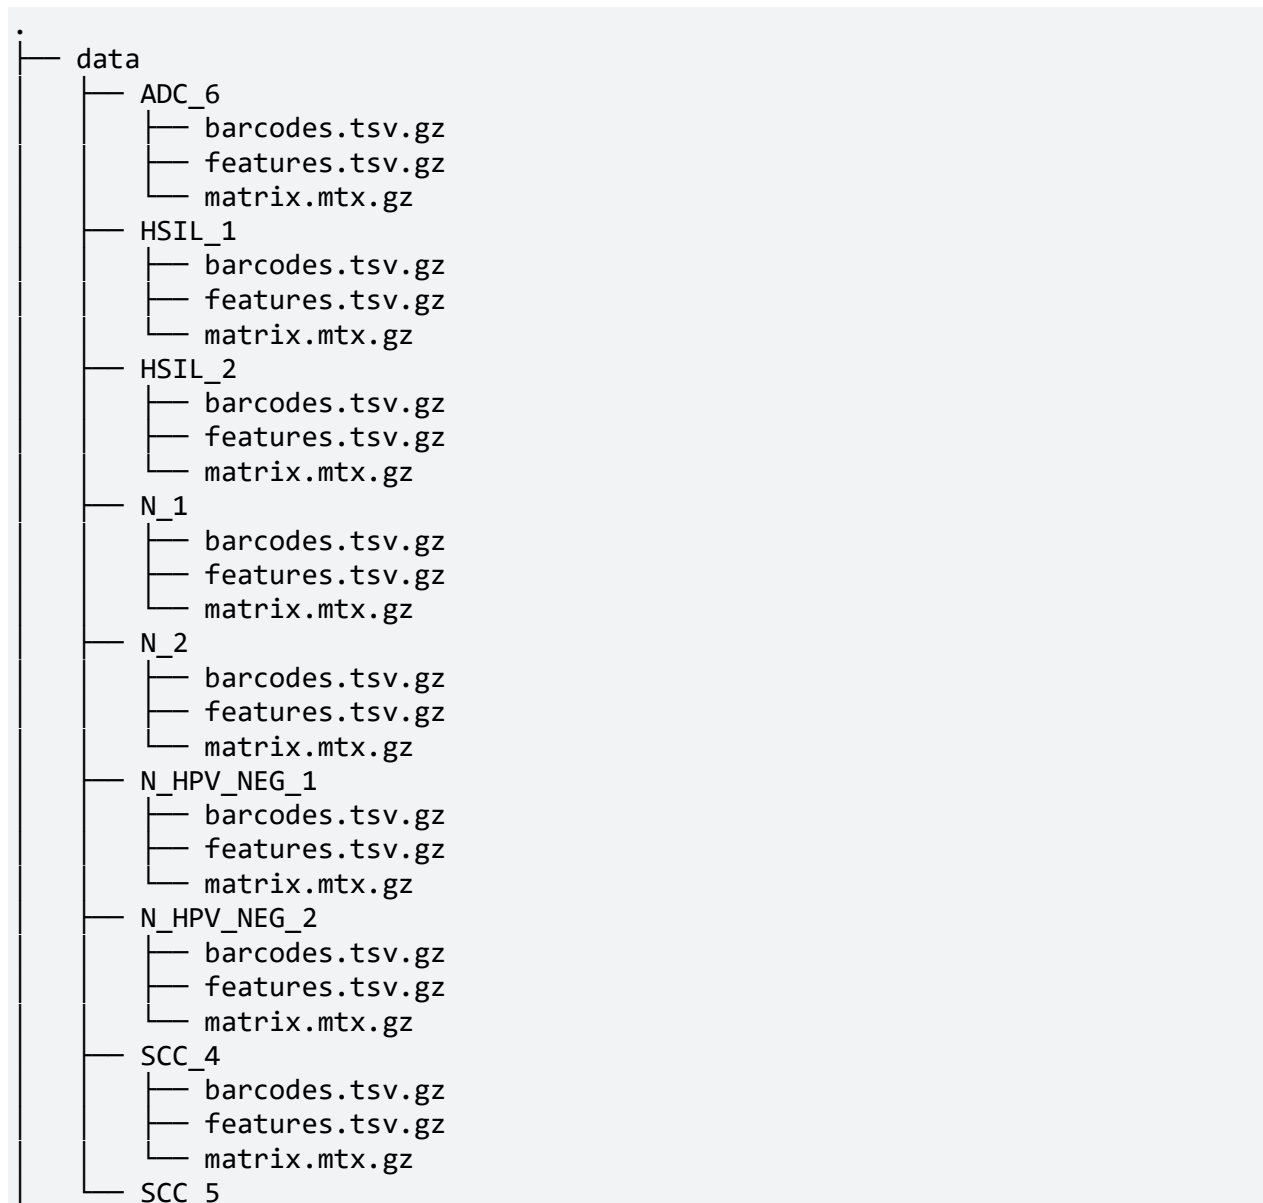 .
├── data
│   ├── ADC_6
│   │   ├── barcodes.tsv.gz
│   │   ├── features.tsv.gz
│   │   └── matrix.mtx.gz
│   ├── HSIL_1
│   │   ├── barcodes.tsv.gz
│   │   ├── features.tsv.gz
│   │   └── matrix.mtx.gz
│   ├── HSIL_2
│   │   ├── barcodes.tsv.gz
│   │   ├── features.tsv.gz
│   │   └── matrix.mtx.gz
│   ├── N_1
│   │   ├── barcodes.tsv.gz
│   │   ├── features.tsv.gz
│   │   └── matrix.mtx.gz
│   ├── N_2
│   │   ├── barcodes.tsv.gz
│   │   ├── features.tsv.gz
│   │   └── matrix.mtx.gz
│   ├── N_HPV_NEG_1
│   │   ├── barcodes.tsv.gz
│   │   ├── features.tsv.gz
│   │   └── matrix.mtx.gz
│   ├── N_HPV_NEG_2
│   │   ├── barcodes.tsv.gz
│   │   ├── features.tsv.gz
│   │   └── matrix.mtx.gz
│   ├── SCC_4
│   │   ├── barcodes.tsv.gz
│   │   ├── features.tsv.gz
│   │   └── matrix.mtx.gz
│   └── SCC_5